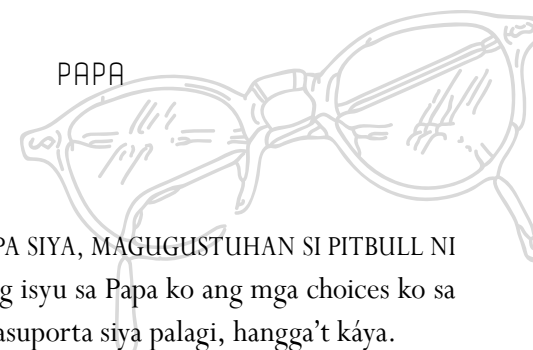 PAPA
PA SIYA, MAGUGUSTUHAN SI PITBULL NI
g isyu sa Papa ko ang mga choices ko sa
asuporta siya palagi, hangga’t káya.